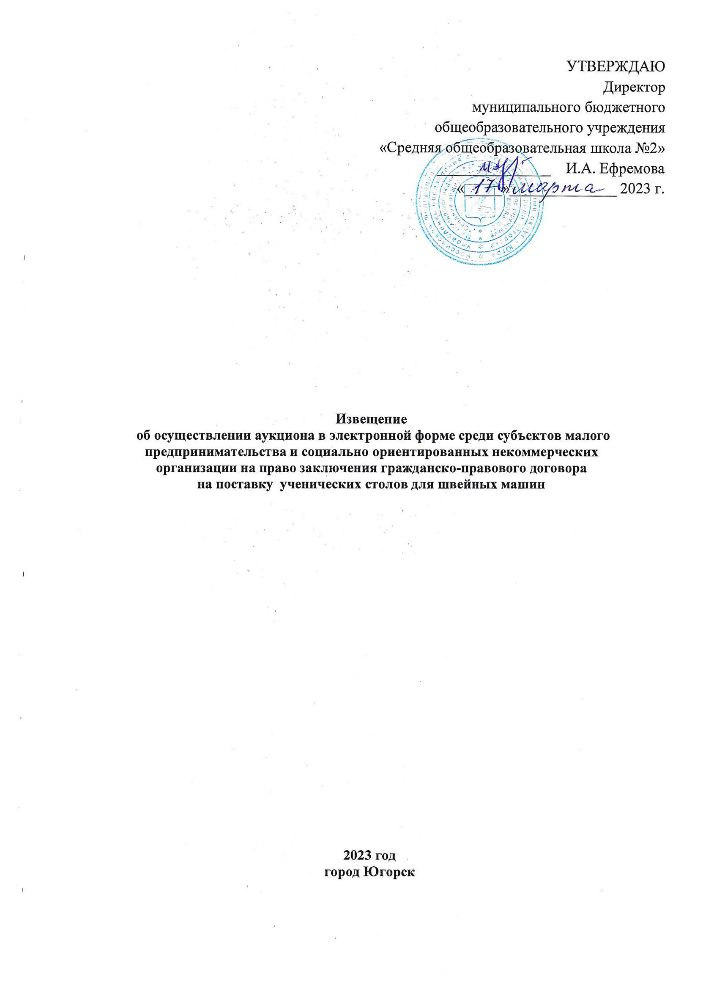 УТВЕРЖДАЮ
Директор
муниципального бюджетного
общеобразовательного учреждения
«Средняя общеобразовательная школа №2»
И.А. Ефремова
«17» марта 2023 г.
Извещение
об осуществлении аукциона в электронной форме среди субъектов малого
предпринимательства и социально ориентированных некоммерческих
организации на право заключения гражданско-правового договора
на поставку ученических столов для швейных машин
2023 год
город Югорск